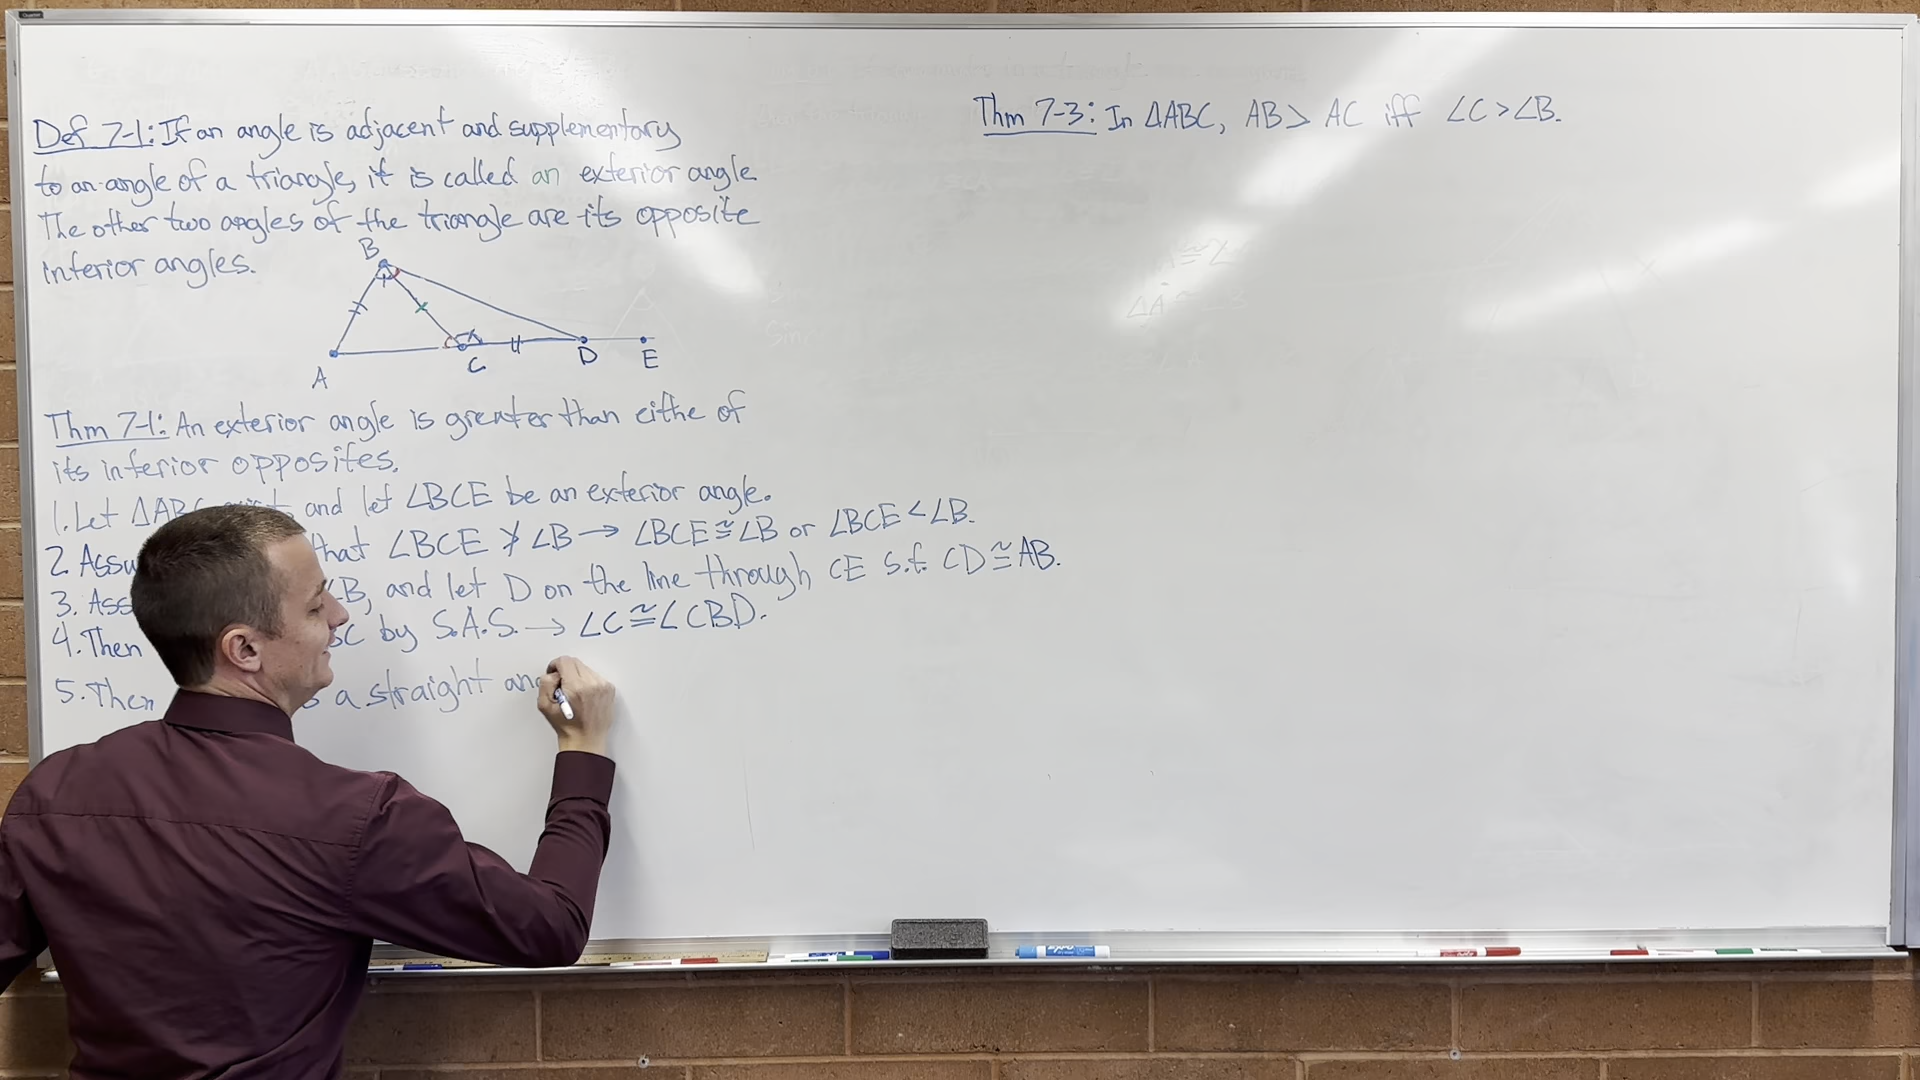 Def 7-1: If an angle is adjacent and supplementary
to an angle of a triangle, it is called an exterior angle.
The other two angles of the triangle are its opposite
interior angles.
B
A
C
D
E
Thm 7-1: An exterior angle is greater than eithe of
its interior opposites.
1. Let ΔABC and let ∠BCE be an exterior angle.
2. Assu that ∠BCE ≯ ∠B → ∠BCE ≅ ∠B or ∠BCE < ∠B.
3. Ass ∠B, and let D on the line through CE s.t. CD ≅ AB.
4. Then BC by S.A.S. → ∠C ≅ ∠CBD.
5. Then a straight ang
Thm 7-3: In ΔABC, AB > AC iff ∠C > ∠B.